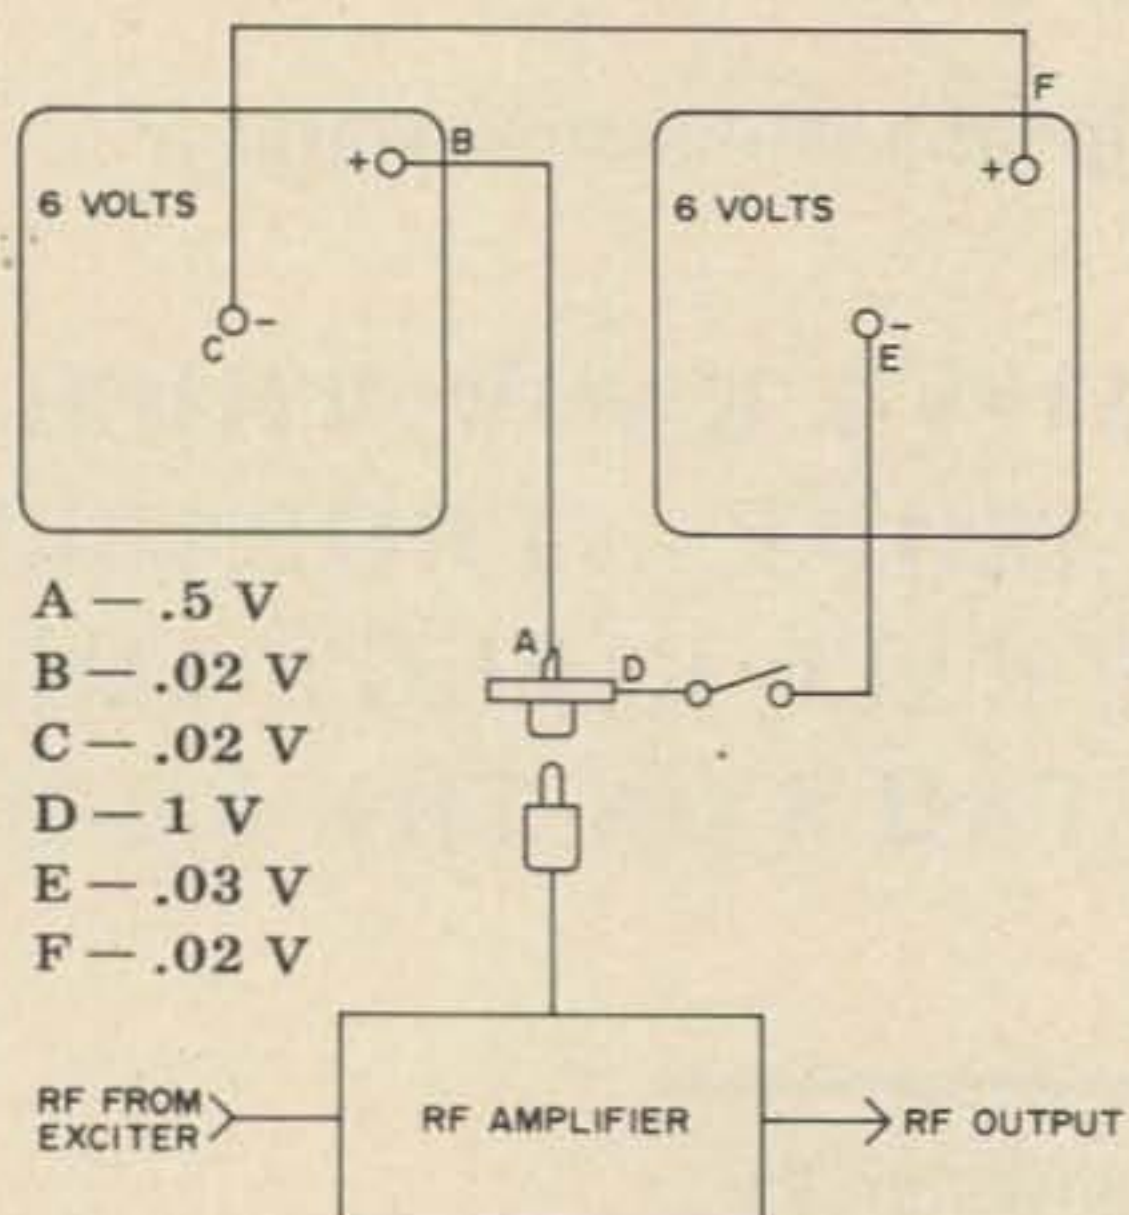 F
B
+
+
6 VOLTS
6 VOLTS
-
-
C
E
A — .5 V
B — .02 V
C — .02 V
D — 1 V
E — .03 V
F — .02 V
A
D
RF FROM
EXCITER
RF AMPLIFIER
RF OUTPUT